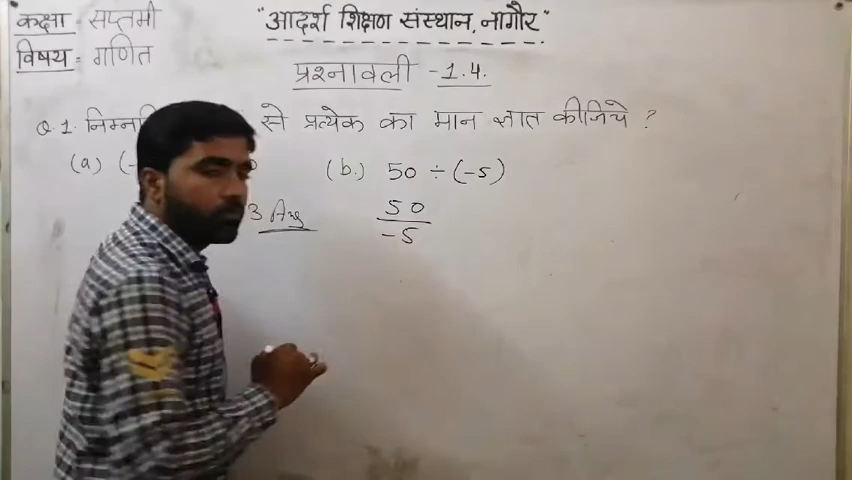 कक्षा - सप्तमी
"आदर्श शिक्षण संस्थान, नागौर"
विषय - गणित
प्रश्नावली - 1.4.
Q.1. से प्रत्येक का मान ज्ञात कीजिये ?
(a) (- 0 (b.) 50 ÷ (-5)
3 Ans 50
-5